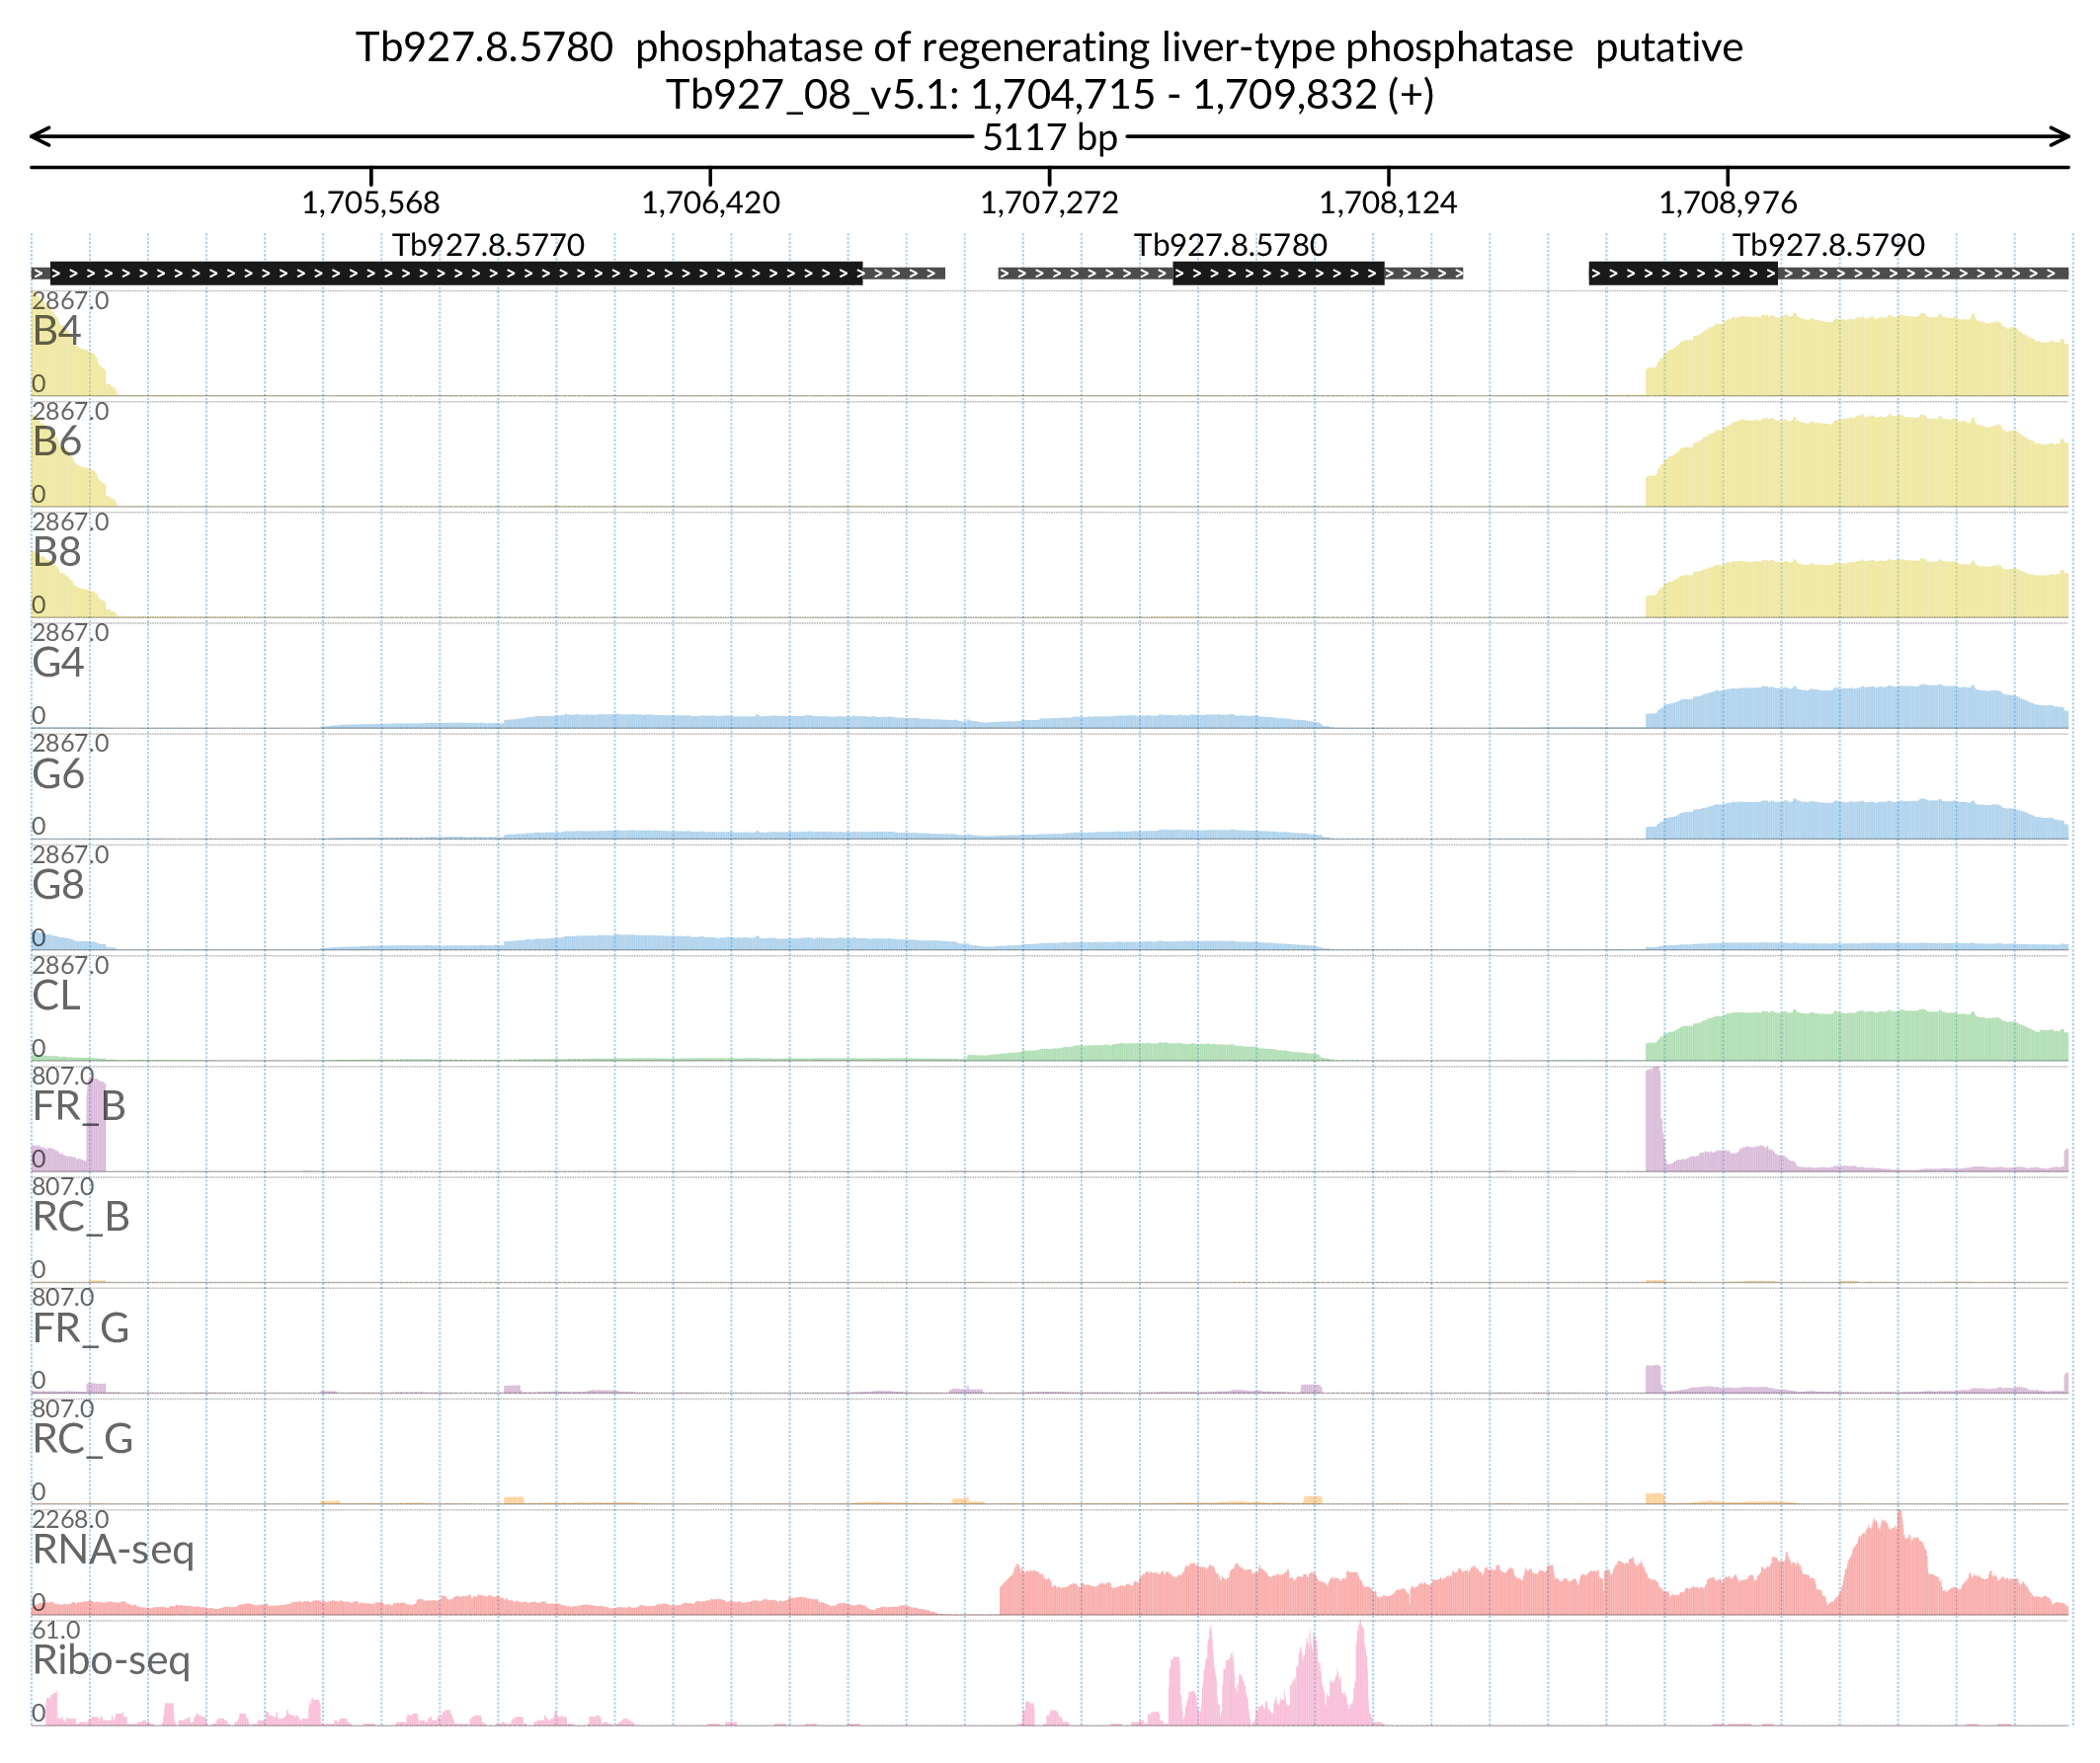 Tb927.8.5780  phosphatase of regenerating liver-type phosphatase  putative
Tb927_08_v5.1: 1,704,715 - 1,709,832 (+)
5117 bp
1,705,568 1,706,420 1,707,272 1,708,124 1,708,976
Tb927.8.5770 Tb927.8.5780 Tb927.8.5790
2867.0
B4
0
2867.0
B6
0
2867.0
B8
0
2867.0
G4
0
2867.0
G6
0
2867.0
G8
0
2867.0
CL
0
807.0
FR_B
0
807.0
RC_B
0
807.0
FR_G
0
807.0
RC_G
0
2268.0
RNA-seq
0
61.0
Ribo-seq
0